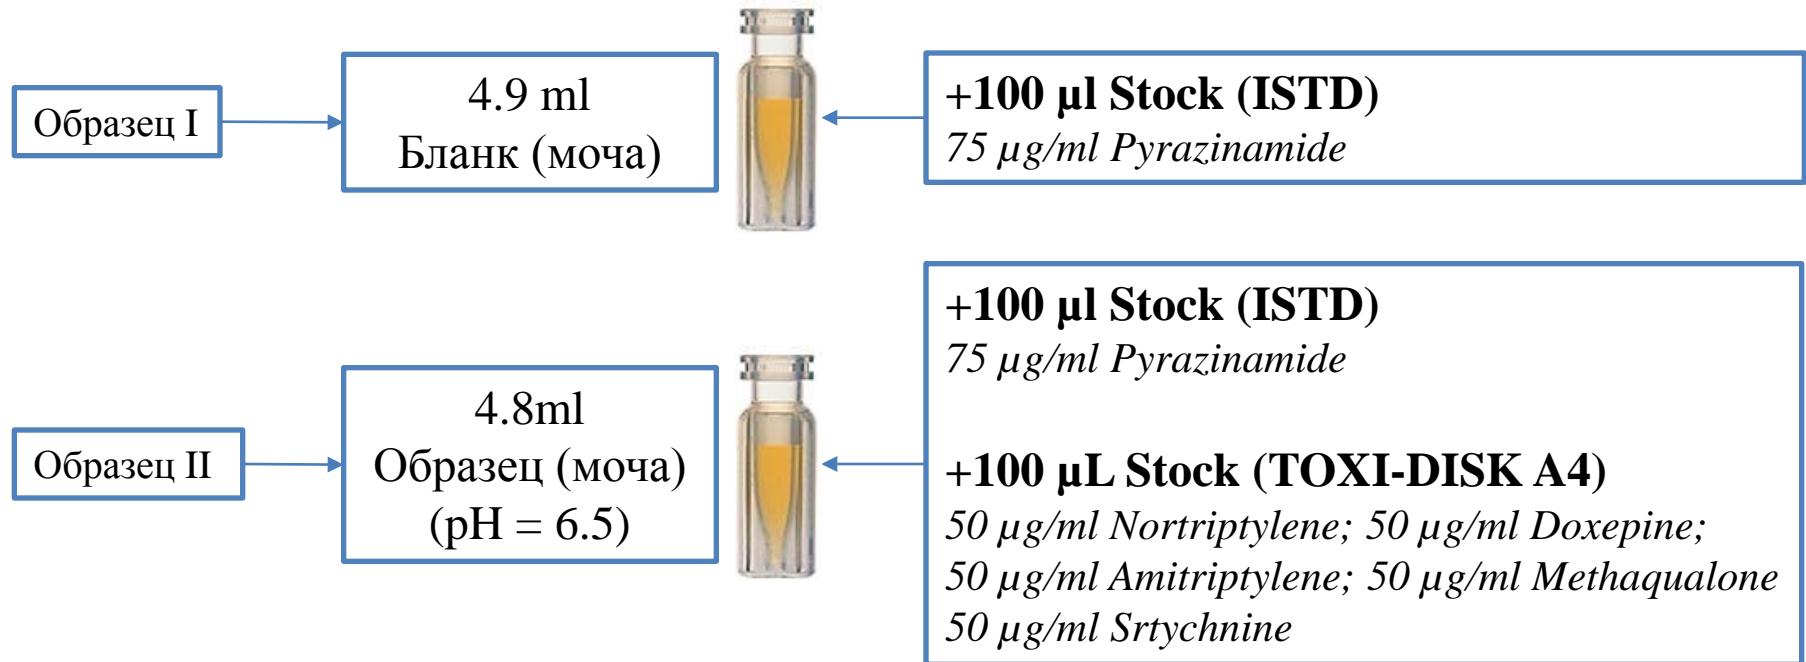 Образец I
4.9 ml
Бланк (моча)
+100 µl Stock (ISTD)
75 µg/ml Pyrazinamide
Образец II
4.8ml
Образец (моча)
(pH = 6.5)
+100 µl Stock (ISTD)
75 µg/ml Pyrazinamide
+100 µL Stock (TOXI-DISK A4)
50 µg/ml Nortriptylene; 50 µg/ml Doxepine;
50 µg/ml Amitriptylene; 50 µg/ml Methaqualone
50 µg/ml Srtychnine